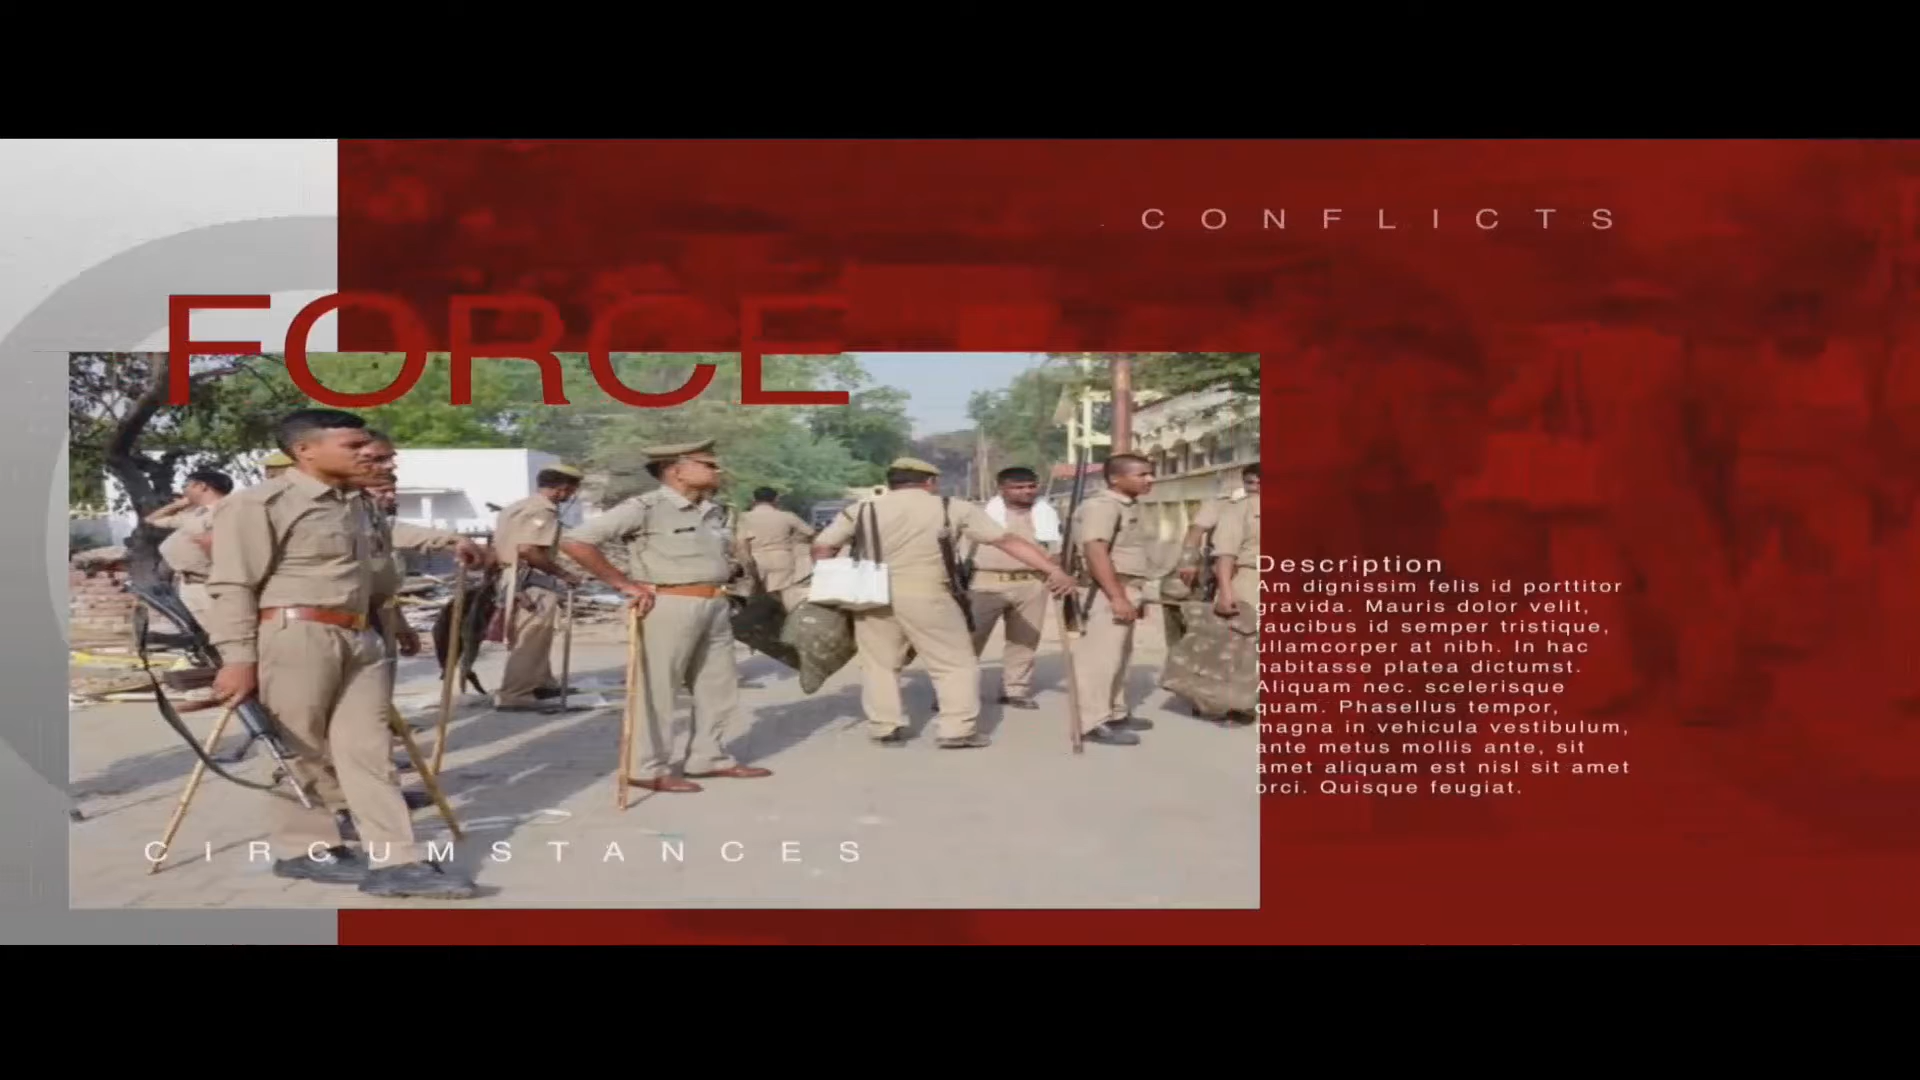 CONFLICTS
FORCE
Description
Am dignissim felis id porttitor
gravida. Mauris dolor velit,
faucibus id semper tristique,
ullamcorper at nibh. In hac
habitasse platea dictumst.
Aliquam nec. scelerisque
quam. Phasellus tempor,
magna in vehicula vestibulum,
ante metus mollis ante, sit
amet aliquam est nisl sit amet
orci. Quisque feugiat.
CIRCUMSTANCES